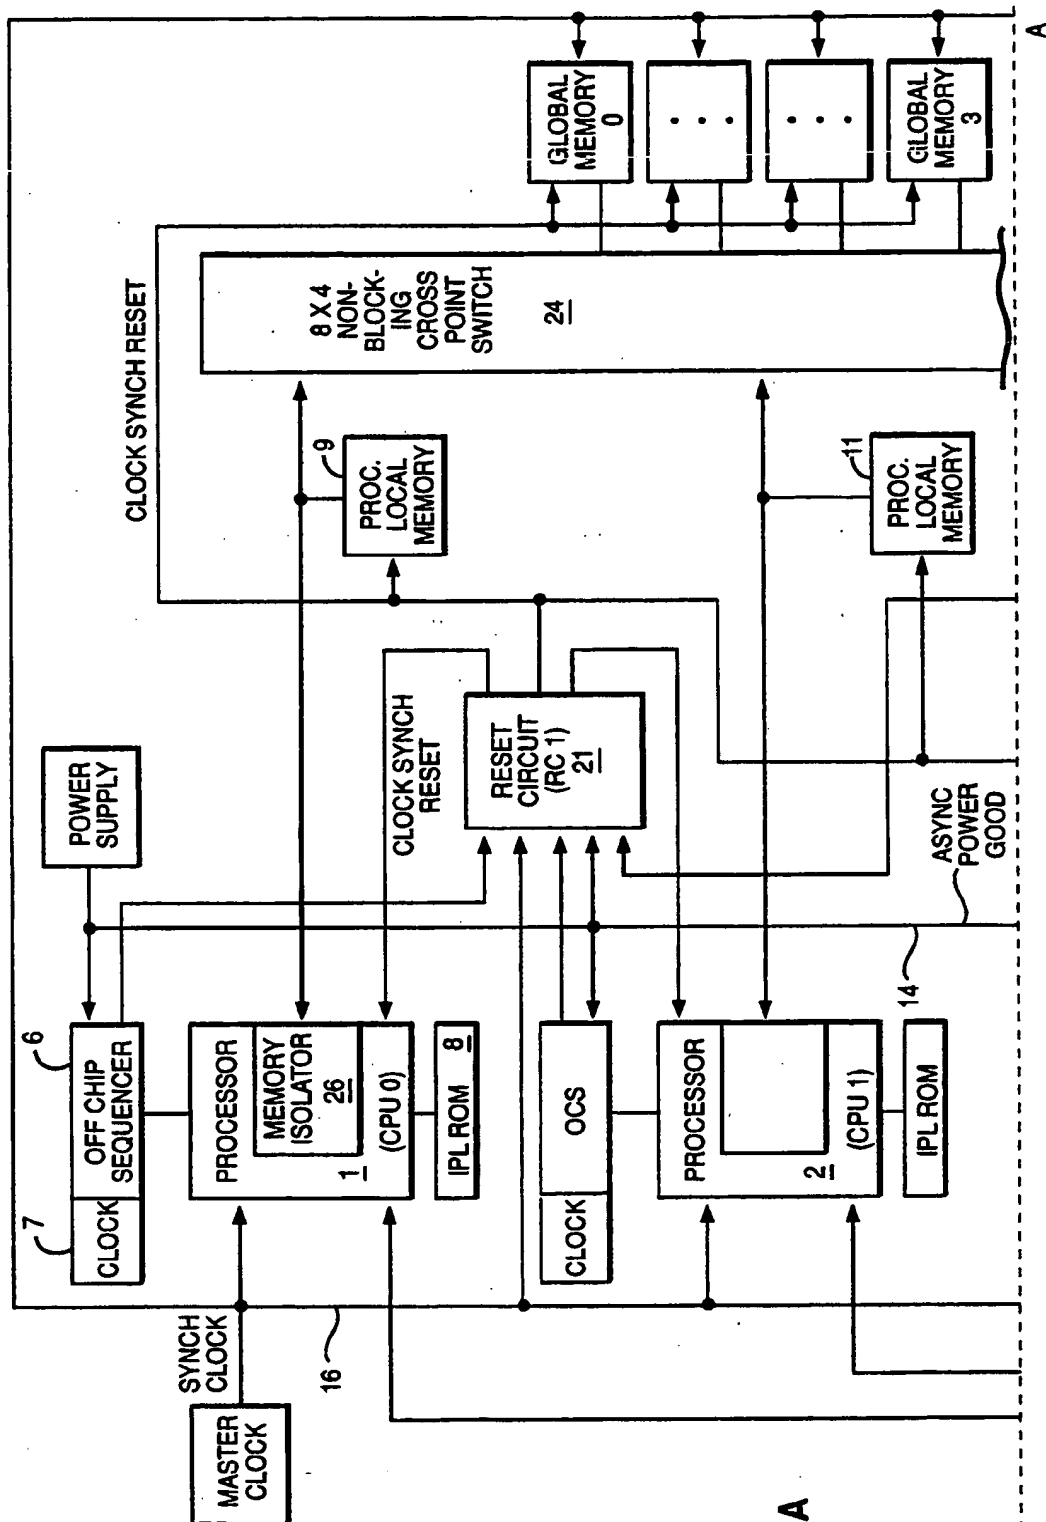 MASTER
CLOCK
SYNCH
CLOCK
16
7
CLOCK
6
OFF CHIP
SEQUENCER
POWER
SUPPLY
PROCESSOR
MEMORY
ISOLATOR
26
1
(CPU 0)
IPL ROM
8
CLOCK SYNCH
RESET
CLOCK SYNCH RESET
9
PROC.
LOCAL
MEMORY
8 X 4
NON-
BLOCK-
ING
CROSS
POINT
SWITCH
24
GLOBAL
MEMORY
0
. . .
. . .
GLOBAL
MEMORY
3
RESET
CIRCUIT
(RC 1)
21
CLOCK
OCS
PROCESSOR
2
(CPU 1)
IPL ROM
14
ASYNC
POWER
GOOD
11
PROC.
LOCAL
MEMORY
A
A